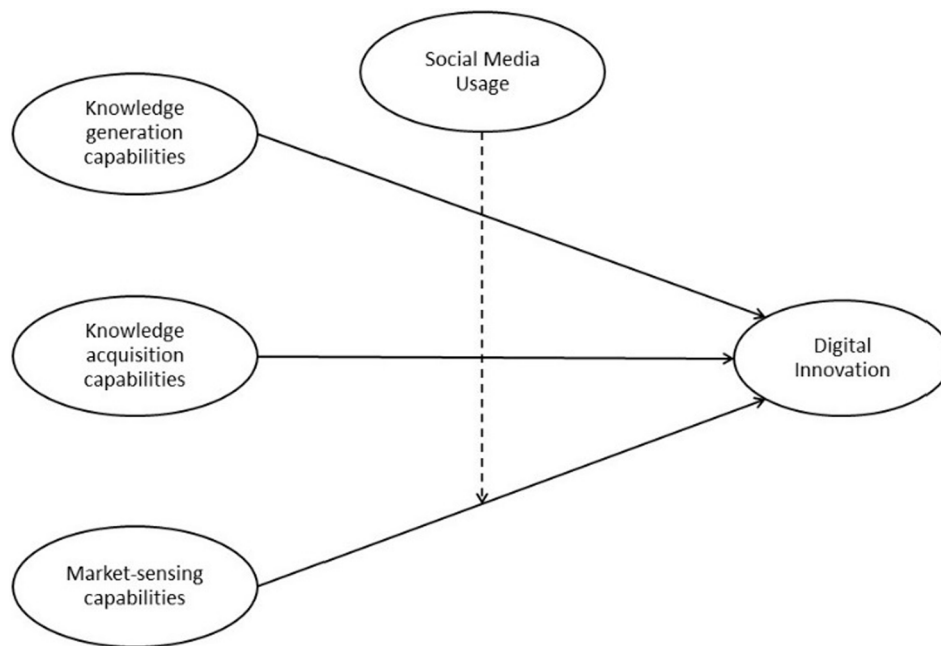 Social Media
Usage
Knowledge
generation
capabilities
Knowledge
acquisition
capabilities
Digital
Innovation
Market-sensing
capabilities